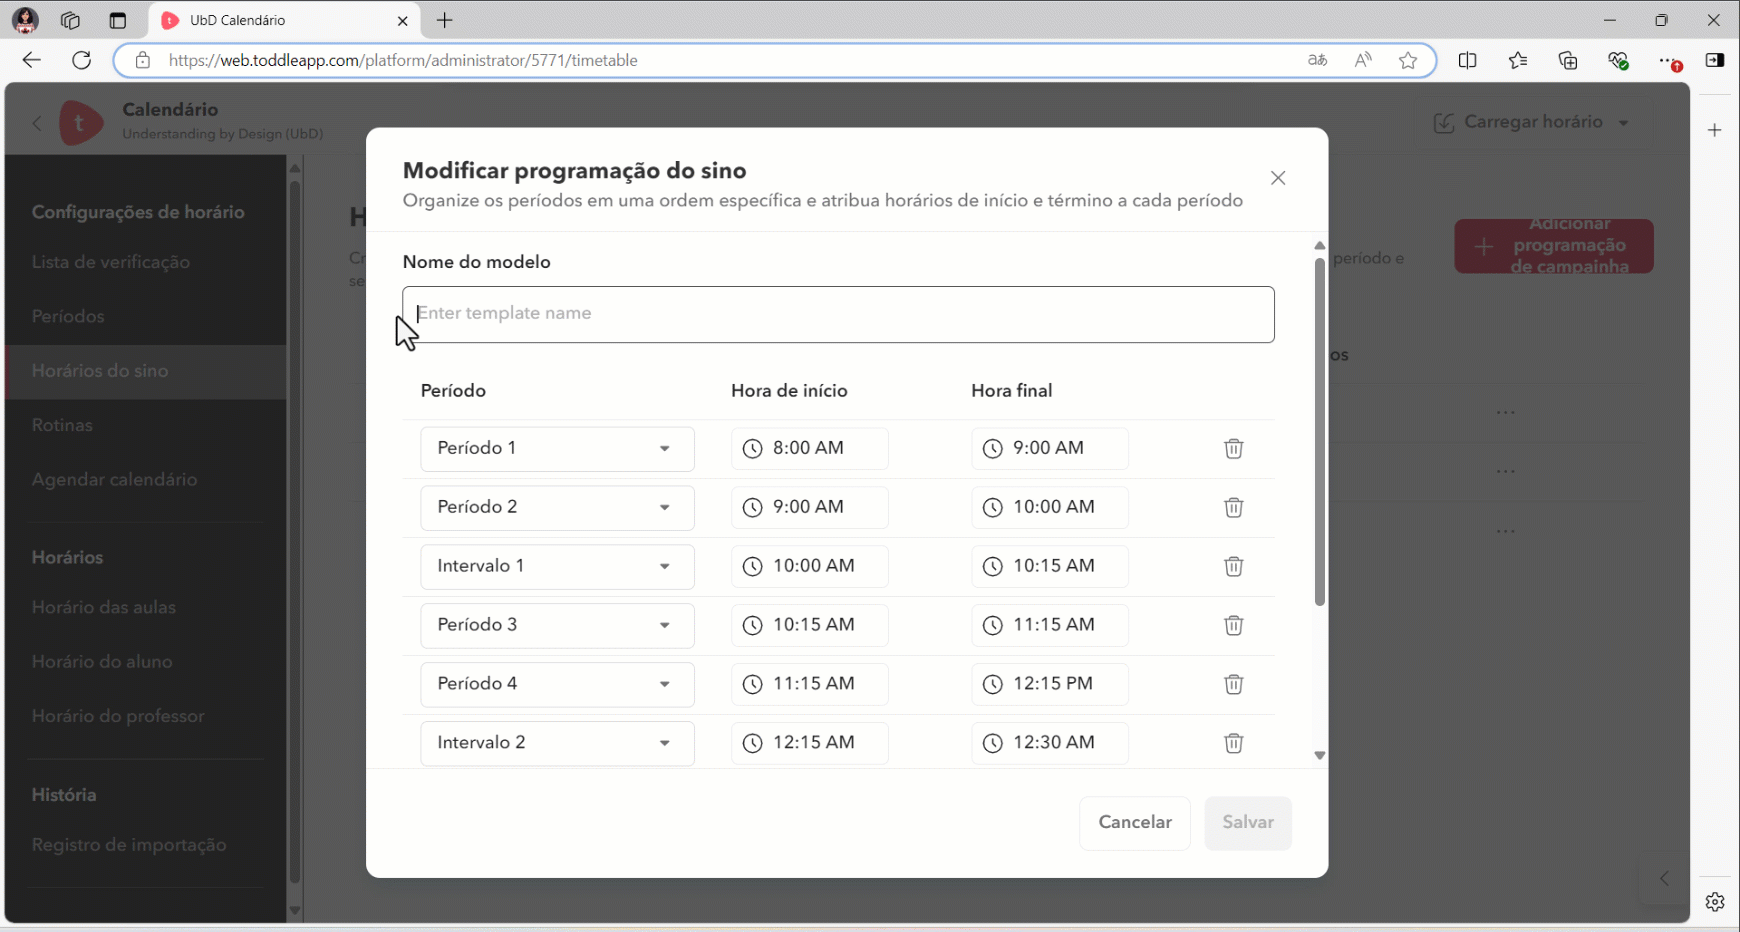 UbD Calendário
https://web.toddleapp.com/platform/administrator/5771/timetable
Calendário
Understanding by Design (UbD)
Carregar horário
Configurações de horário
Lista de verificação
Períodos
Horários do sino
Rotinas
Agendar calendário
Horários
Horário das aulas
Horário do aluno
Horário do professor
História
Registro de importação
Adicionar
programação
de campainha
período e
Modificar programação do sino
Organize os períodos em uma ordem específica e atribua horários de início e término a cada período
Nome do modelo
Enter template name
Período Hora de início Hora final
Período 1 8:00 AM 9:00 AM
Período 2 9:00 AM 10:00 AM
Intervalo 1 10:00 AM 10:15 AM
Período 3 10:15 AM 11:15 AM
Período 4 11:15 AM 12:15 PM
Intervalo 2 12:15 AM 12:30 AM
Cancelar Salvar